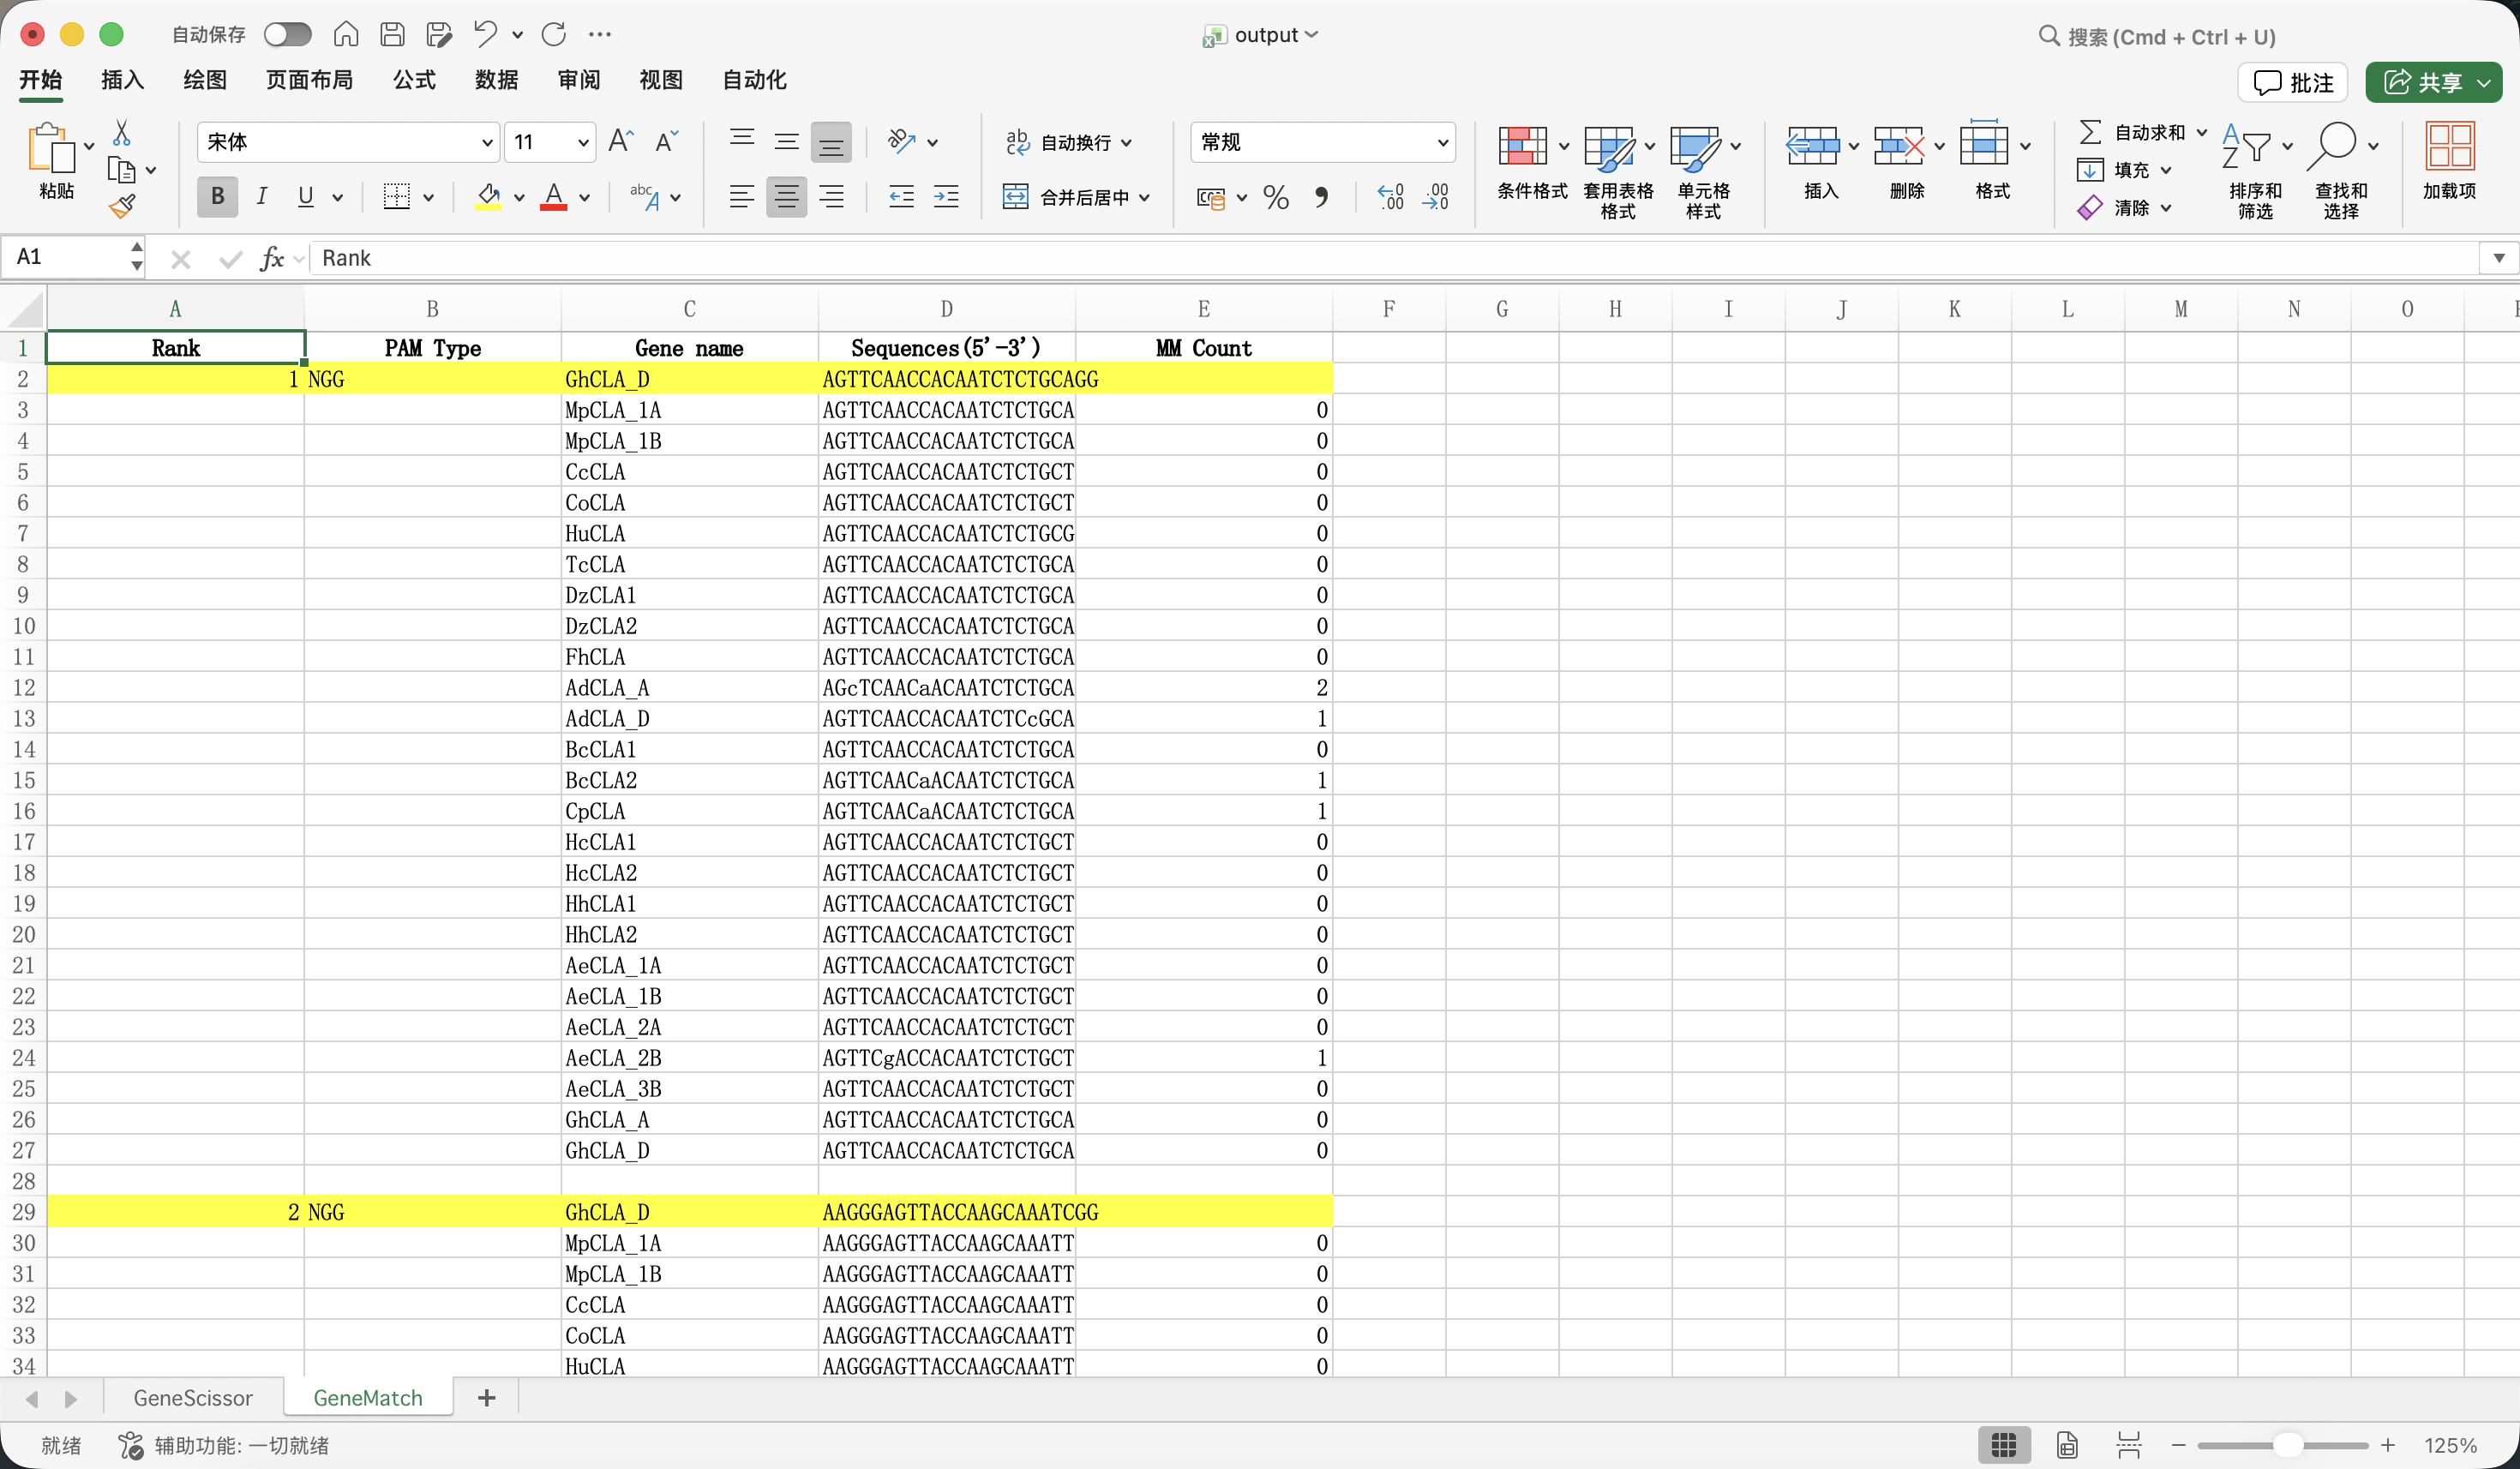 自动保存
output
搜索 (Cmd + Ctrl + U)
开始 插入 绘图 页面布局 公式 数据 审阅 视图 自动化
批注 共享
粘贴
宋体 11
B I U
abc A
自动换行
合并后居中
常规
% .00 .00
条件格式 套用表格格式 单元格样式
插入 删除 格式
自动求和
填充
清除
排序和筛选 查找和选择
加载项
A1 fx Rank
A B C D E F G H I J K L M N O
1 Rank PAM Type Gene name Sequences(5'-3') MM Count
2 1 NGG GhCLA_D AGTTCAACCACAATCTCTGCAGG
3 MpCLA_1A AGTTCAACCACAATCTCTGCA 0
4 MpCLA_1B AGTTCAACCACAATCTCTGCA 0
5 CcCLA AGTTCAACCACAATCTCTGCT 0
6 CoCLA AGTTCAACCACAATCTCTGCT 0
7 HuCLA AGTTCAACCACAATCTCTGCG 0
8 TcCLA AGTTCAACCACAATCTCTGCA 0
9 DzCLA1 AGTTCAACCACAATCTCTGCA 0
10 DzCLA2 AGTTCAACCACAATCTCTGCA 0
11 FhCLA AGTTCAACCACAATCTCTGCA 0
12 AdCLA_A AGcTCAACaACAATCTCTGCA 2
13 AdCLA_D AGTTCAACCACAATCTCcGCA 1
14 BcCLA1 AGTTCAACCACAATCTCTGCA 0
15 BcCLA2 AGTTCAACaACAATCTCTGCA 1
16 CpCLA AGTTCAACaACAATCTCTGCA 1
17 HcCLA1 AGTTCAACCACAATCTCTGCT 0
18 HcCLA2 AGTTCAACCACAATCTCTGCT 0
19 HhCLA1 AGTTCAACCACAATCTCTGCT 0
20 HhCLA2 AGTTCAACCACAATCTCTGCT 0
21 AeCLA_1A AGTTCAACCACAATCTCTGCT 0
22 AeCLA_1B AGTTCAACCACAATCTCTGCT 0
23 AeCLA_2A AGTTCAACCACAATCTCTGCT 0
24 AeCLA_2B AGTTCgACCACAATCTCTGCT 1
25 AeCLA_3B AGTTCAACCACAATCTCTGCT 0
26 GhCLA_A AGTTCAACCACAATCTCTGCA 0
27 GhCLA_D AGTTCAACCACAATCTCTGCA 0
28
29 2 NGG GhCLA_D AAGGGAGTTACCAAGCAAATCGG
30 MpCLA_1A AAGGGAGTTACCAAGCAAATT 0
31 MpCLA_1B AAGGGAGTTACCAAGCAAATT 0
32 CcCLA AAGGGAGTTACCAAGCAAATT 0
33 CoCLA AAGGGAGTTACCAAGCAAATT 0
34 HuCLA AAGGGAGTTACCAAGCAAATT 0
GeneScissor GeneMatch +
就绪 辅助功能: 一切就绪 125%